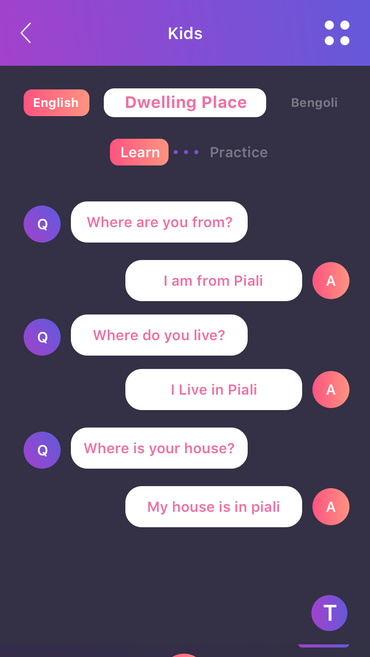 Kids
English
Dwelling Place
Bengoli
Learn
Practice
Q
Where are you from?
I am from Piali
A
Q
Where do you live?
I Live in Piali
A
Q
Where is your house?
My house is in piali
A
T